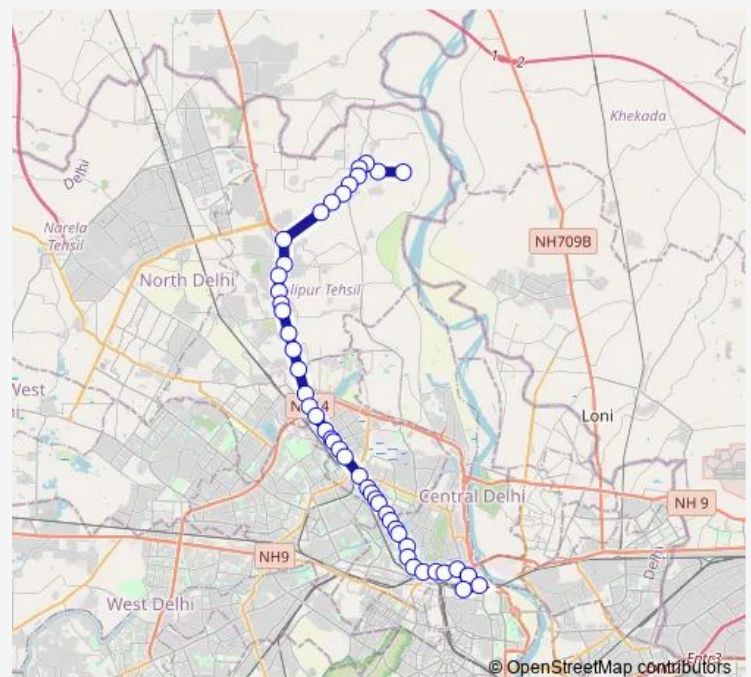 1
2
Khekada
Delhi
Narela
Tehsil
NH709B
North Delhi
lipur Tehsil
West
Loni
Central Delhi
NH 9
NH9
Delhi
West Delhi
© OpenStreetMap contributors